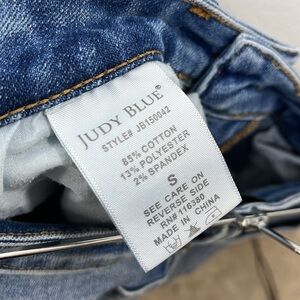 JUDY BLUE®
STYLE# JB150042
85% COTTON
13% POLYESTER
2% SPANDEX
S
SEE CARE ON
REVERSE SIDE
RN# 116380
MADE IN CHINA